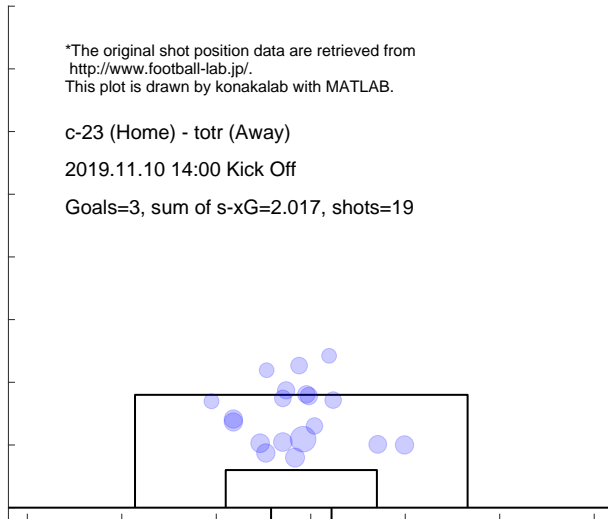 *The original shot position data are retrieved from
http://www.football-lab.jp/.
This plot is drawn by konakalab with MATLAB.
c-23 (Home) - totr (Away)
2019.11.10 14:00 Kick Off
Goals=3, sum of s-xG=2.017, shots=19